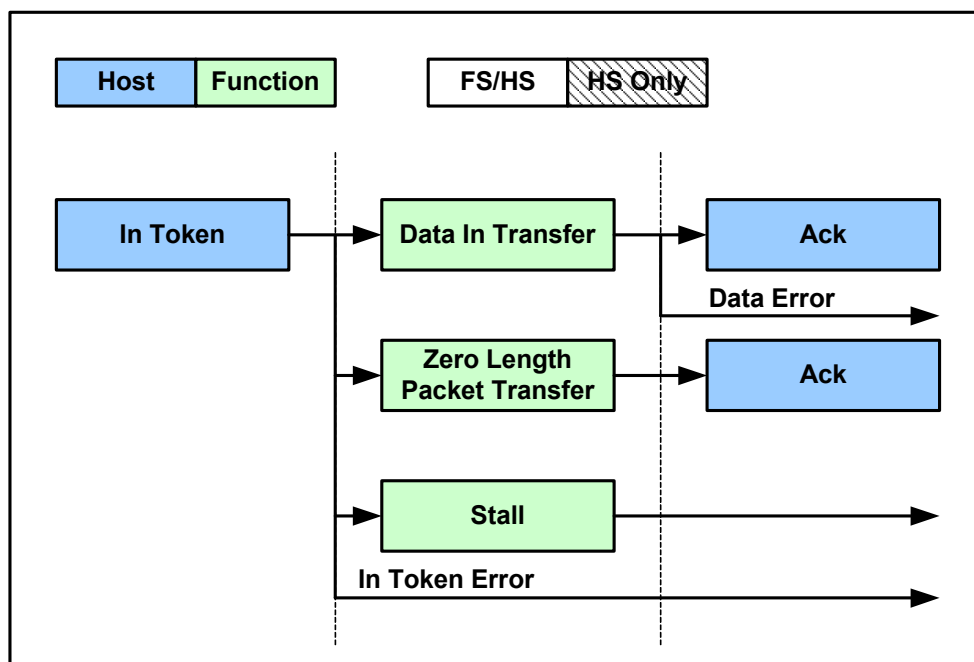 Host
Function
FS/HS
HS Only
In Token
Data In Transfer
Ack
Data Error
Zero Length
Packet Transfer
Ack
Stall
In Token Error